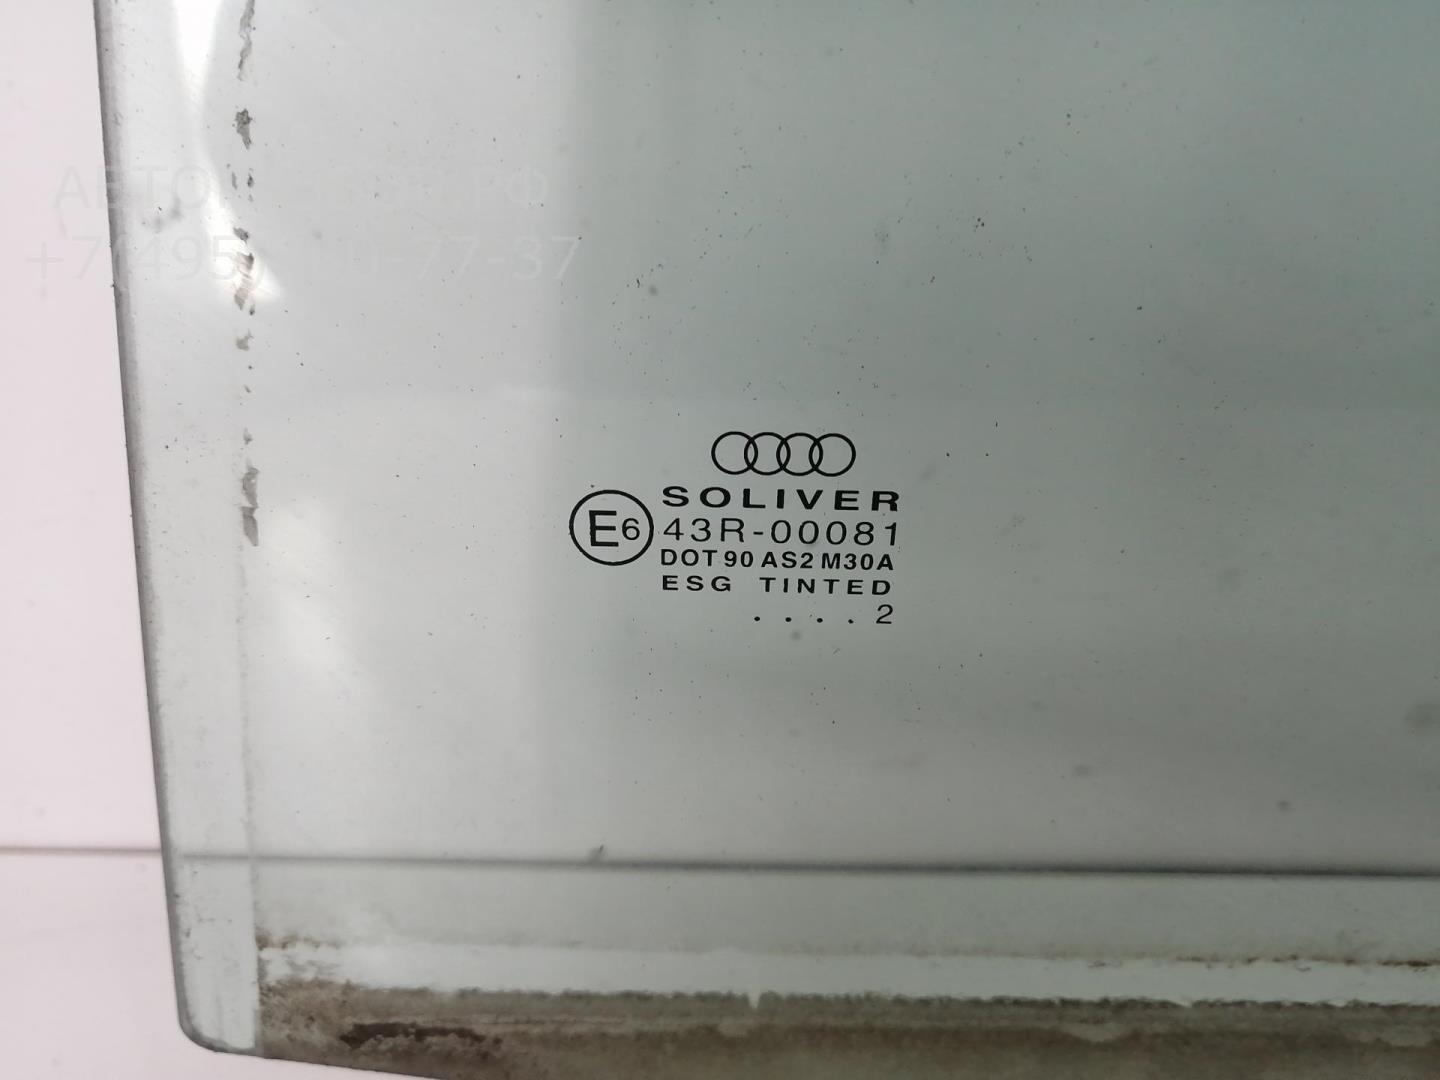 SOLIVER
E6 43R-00081
DOT 90 AS2 M30A
ESG TINTED
. . . . 2